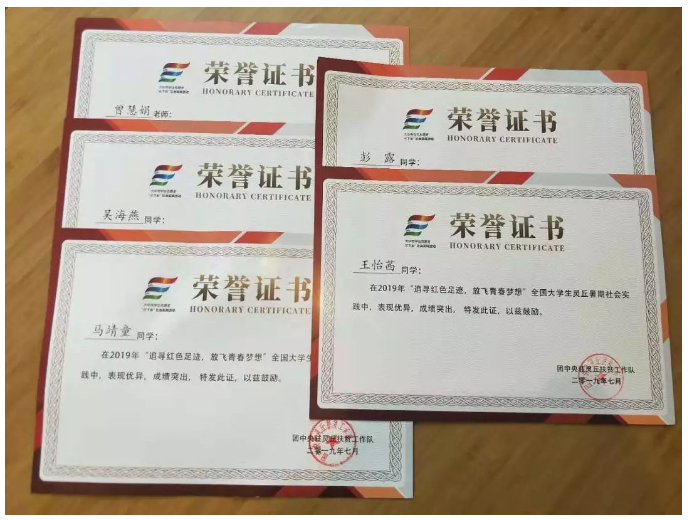 荣誉证书
HONORARY CERTIFICATE
曾慧娟 老师:
荣誉证书
HONORARY CERTIFICATE
吴海燕 同学:
荣誉证书
HONORARY CERTIFICATE
马靖童 同学:
在2019年“追寻红色足迹,放飞青春梦想”全国大学生
践中,表现优异,成绩突出,特发此证,以兹鼓励。
团中央驻灵丘扶贫工作队
二零一九年七月
荣誉证书
HONORARY CERTIFICATE
彭露 同学:
荣誉证书
HONORARY CERTIFICATE
王怡茜 同学:
在2019年“追寻红色足迹,放飞青春梦想”全国大学生灵丘暑期社会实
践中,表现优异,成绩突出,特发此证,以兹鼓励。
团中央驻灵丘扶贫工作队
二零一九年七月